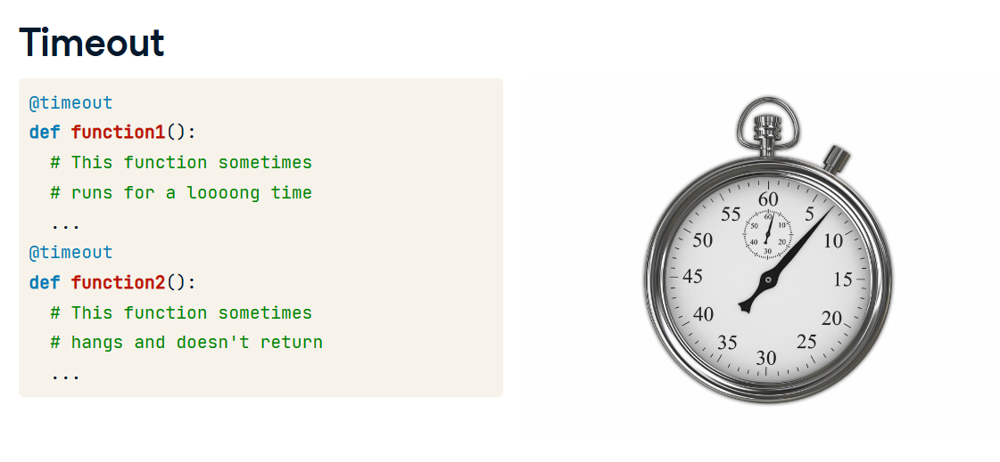 Timeout
@timeout
def function1():
  # This function sometimes
  # runs for a loooong time
  ...
@timeout
def function2():
  # This function sometimes
  # hangs and doesn't return
  ...
60
5
10
15
20
25
30
35
40
45
50
55
60
10
20
30
40
50